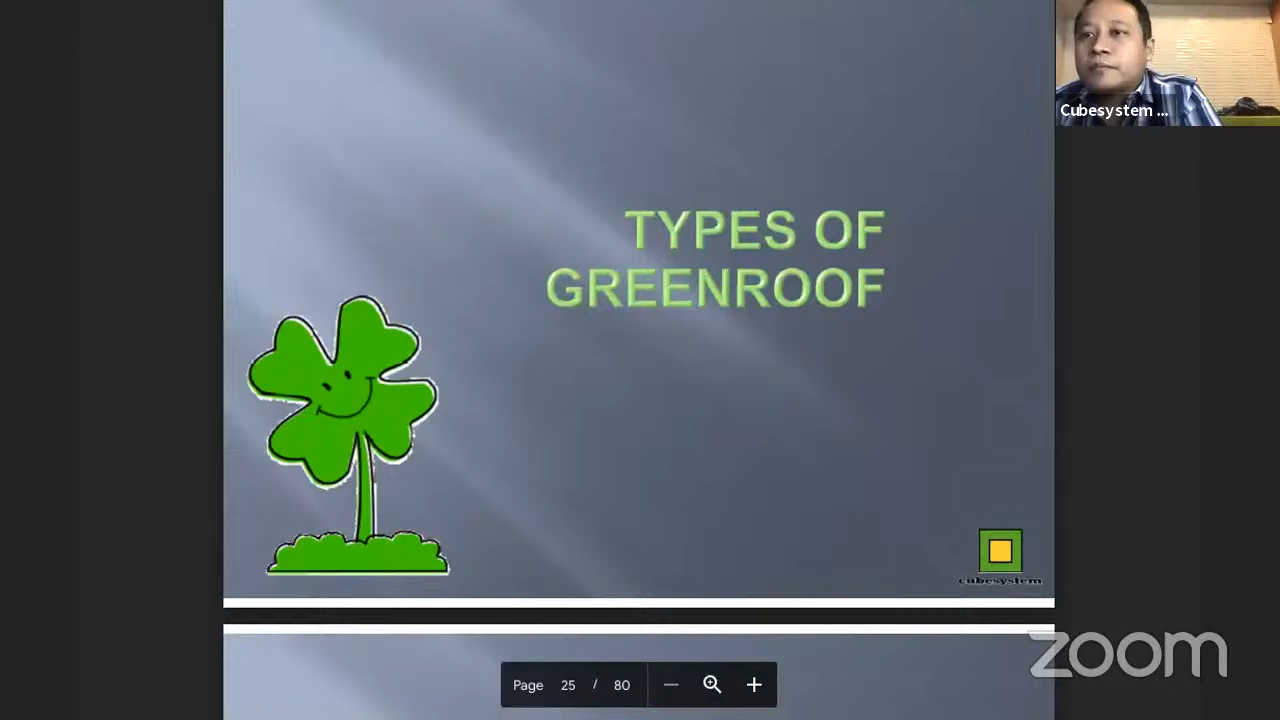 Cubesystem ...
TYPES OF
GREENROOF
cubesystem
zoom
Page 25 / 80